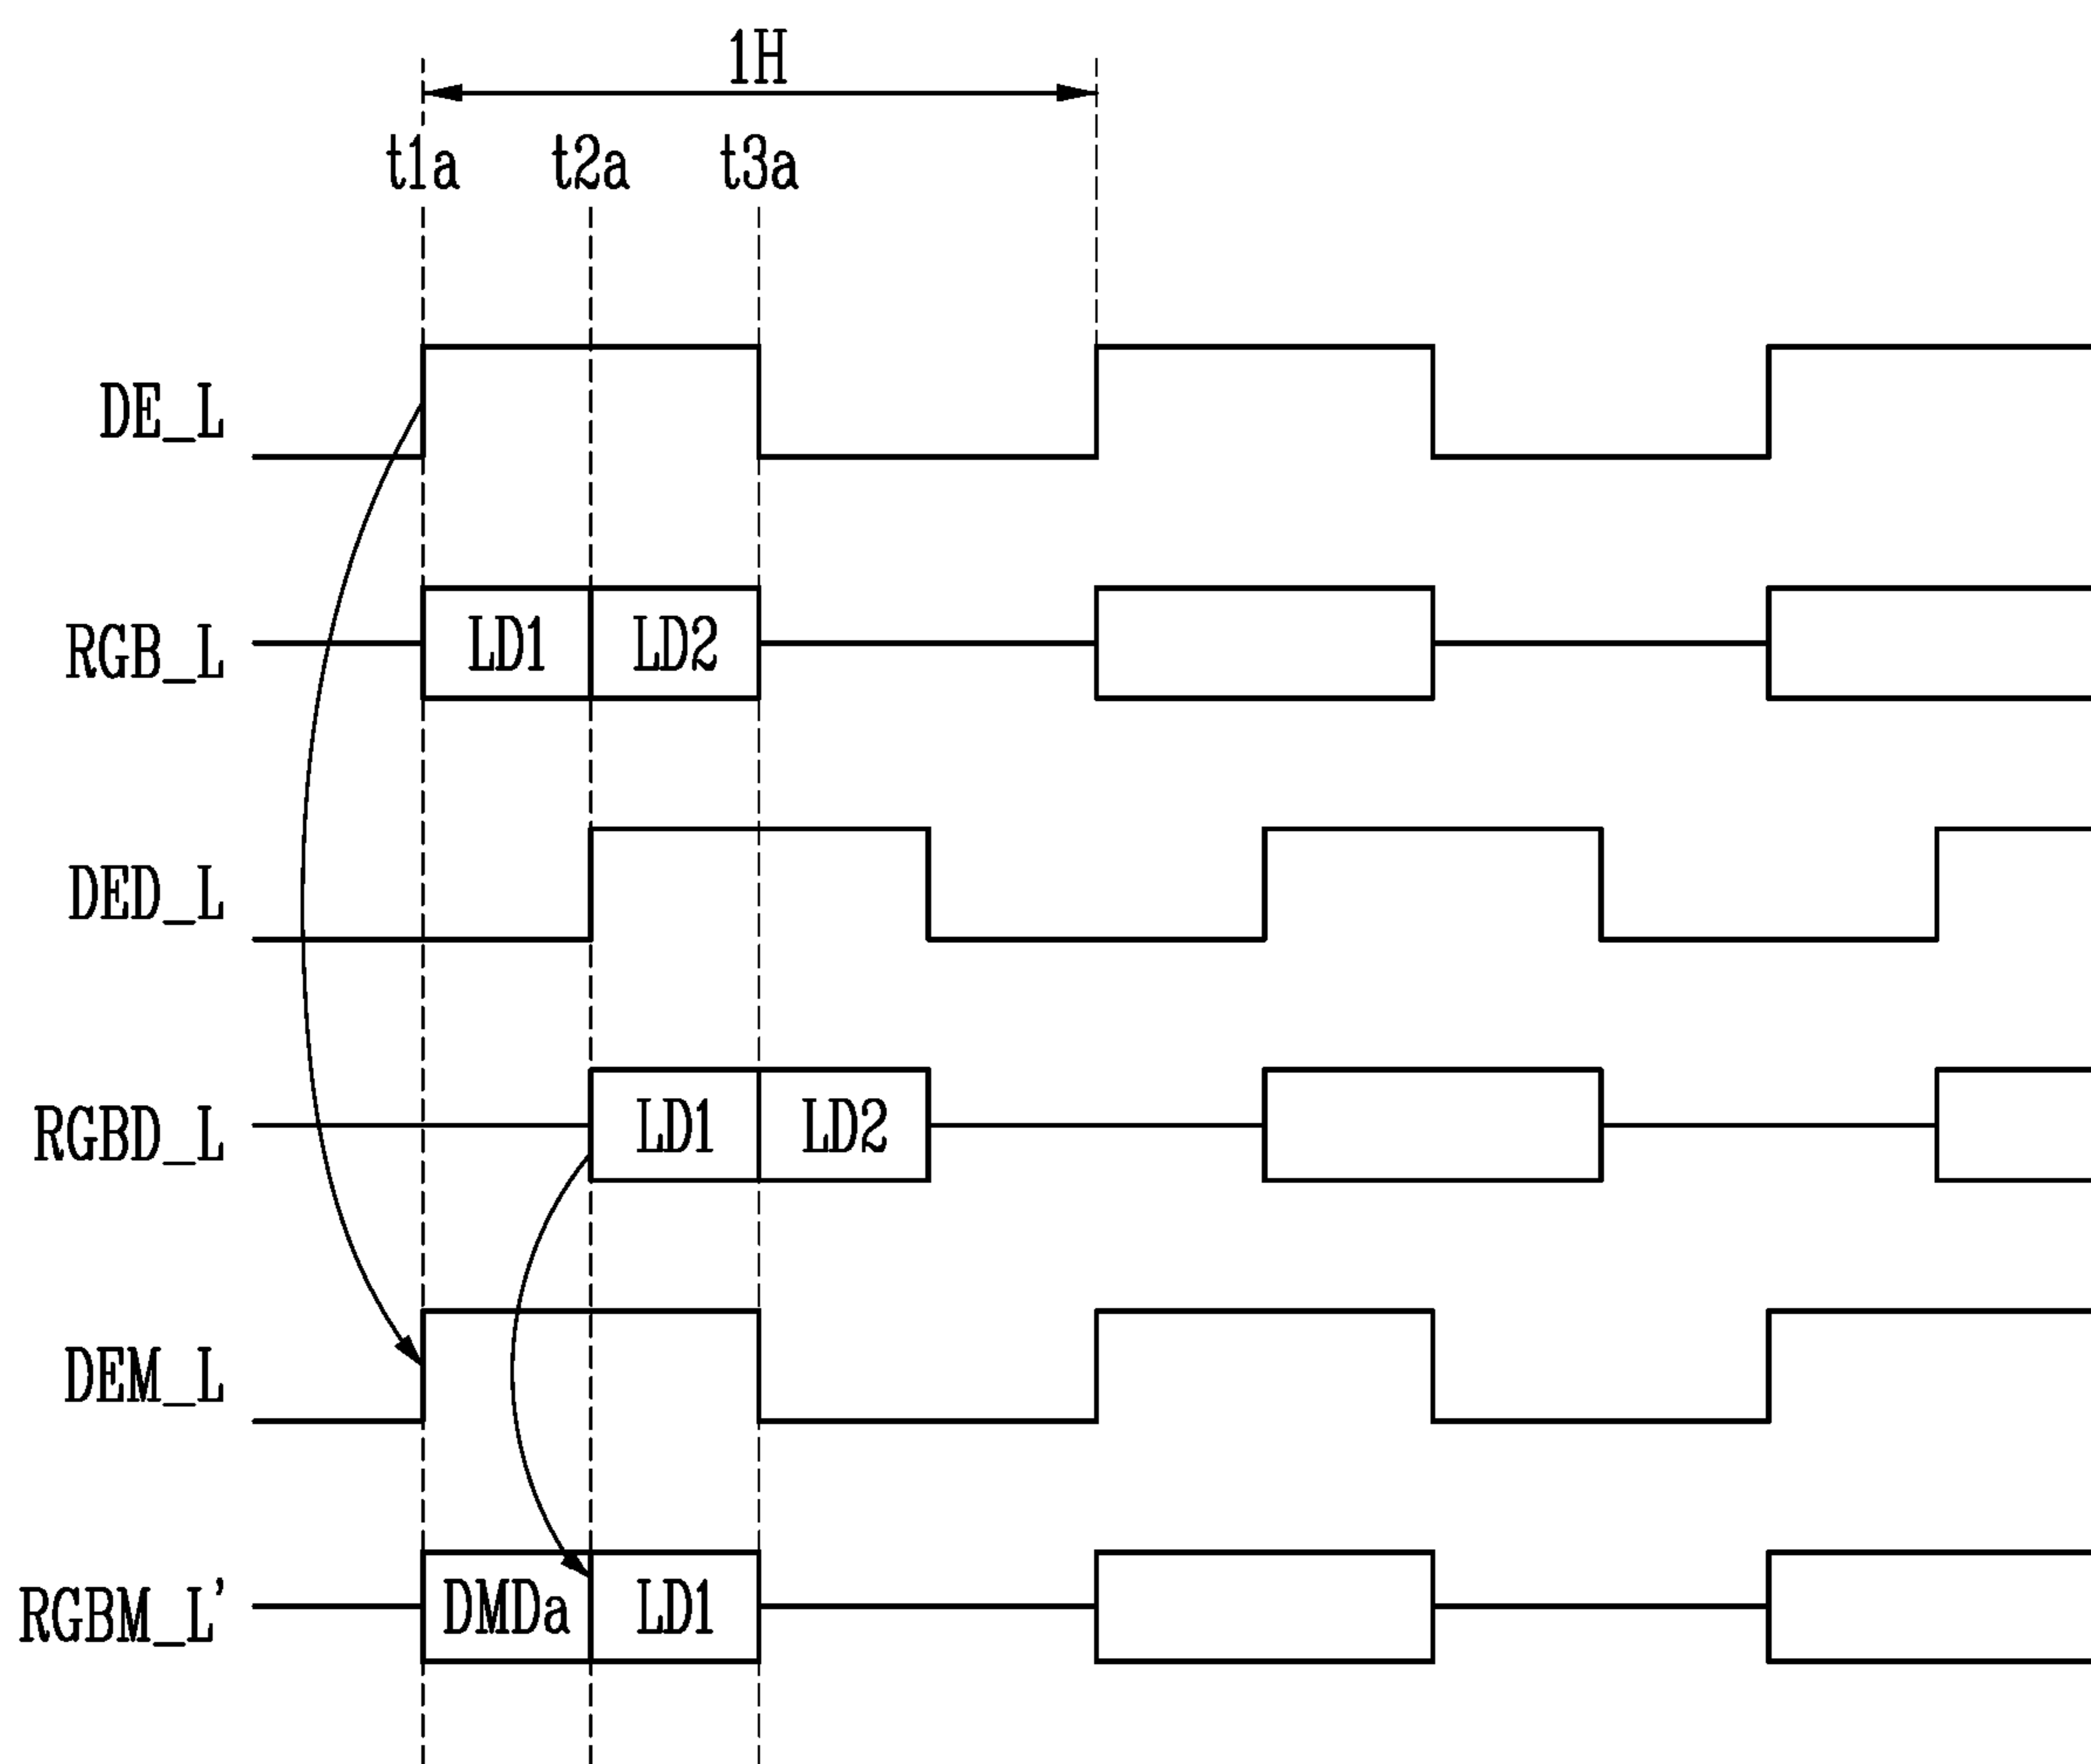 1H
t1a t2a t3a
DE_L
RGB_L LD1 LD2
DED_L
RGBD_L LD1 LD2
DEM_L
RGBM_L' DMDa LD1